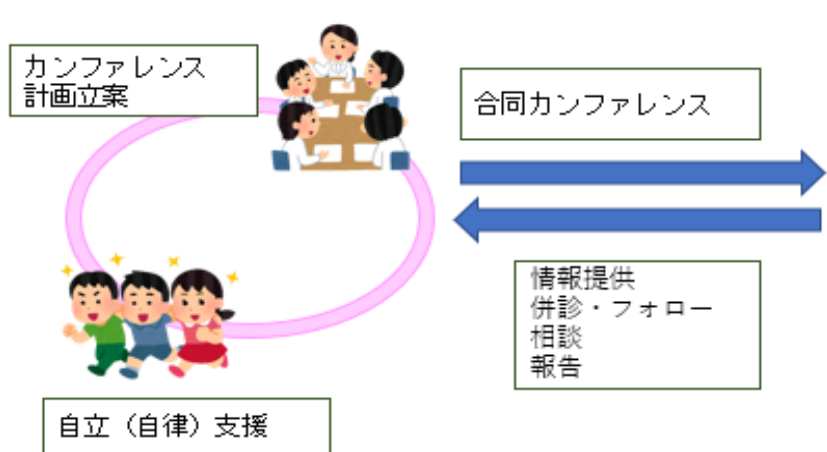 カンファレンス
計画立案
合同カンファレンス
情報提供
併診・フォロー
相談
報告
自立（自律）支援